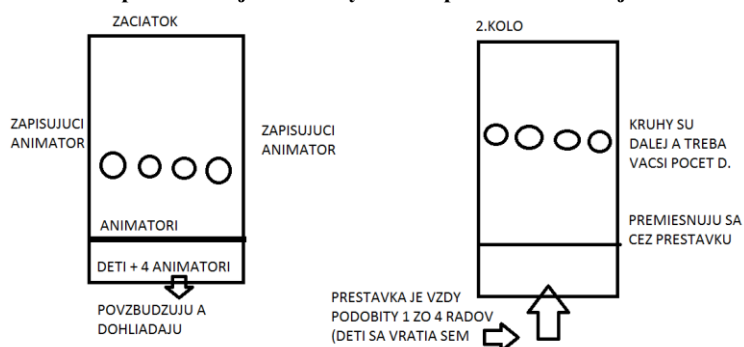 ZACIATOK
ZAPISUJUCI
ANIMATOR
ZAPISUJUCI
ANIMATOR
ANIMATORI
DETI + 4 ANIMATORI
POVZBUDZUJU A
DOHLIADAJU
2.KOLO
KRUHY SU
DALEJ A TREBA
VACSI POCET D.
PREMIESNUJU SA
CEZ PRESTAVKU
PRESTAVKA JE VZDY
PODOBITY 1 ZO 4 RADOV
(DETI SA VRATIA SEM